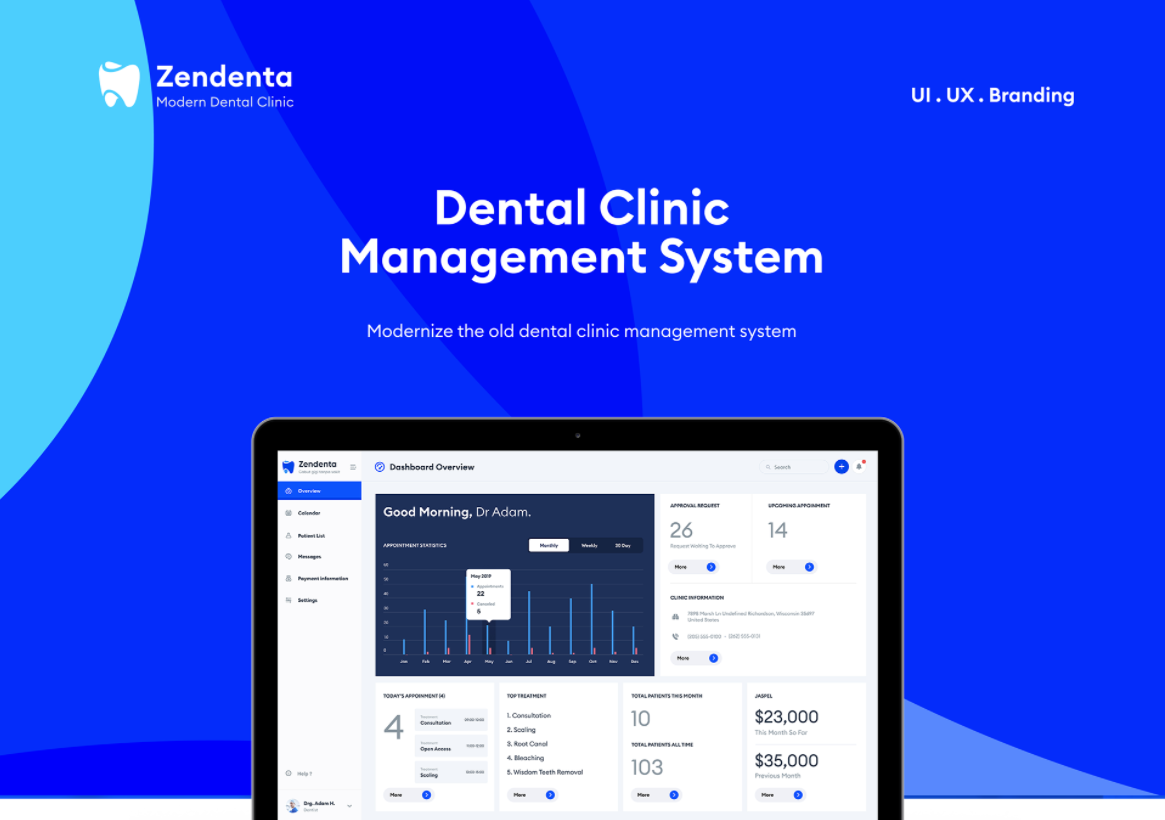 Zendenta
Modern Dental Clinic
UI . UX . Branding
Dental Clinic
Management System
Modernize the old dental clinic management system
Zendenta
Dashboard Overview
Search
Overview
Calendar
Patient List
Messages
Payment Information
Settings
Help ?
Drg. Adam H.
Good Morning, Dr Adam.
APPOINTMENT STATISTICS
Monthly
Weekly
May 2019
Appointments
22
Canceled
5
60
50
40
30
20
10
0
Jan Feb Mar Apr May Jun Jul Aug Sep Oct Nov Dec
APPROVAL REQUEST
26
Request Waiting To Approve
More
UPCOMING APPOINMENT
14
More
CLINIC INFORMATION
United States
More
TODAY'S APPOINMENT (4)
4
Treatment
Consultation
Treatment
Open Access
Treatment
Scaling
More
TOP TREATMENT
1. Consultation
2. Scaling
3. Root Canal
4. Bleaching
5. Wisdom Teeth Removal
More
TOTAL PATIENTS THIS MONTH
10
TOTAL PATIENTS ALL TIME
103
More
JASPEL
$23,000
This Month So Far
$35,000
Previous Month
More